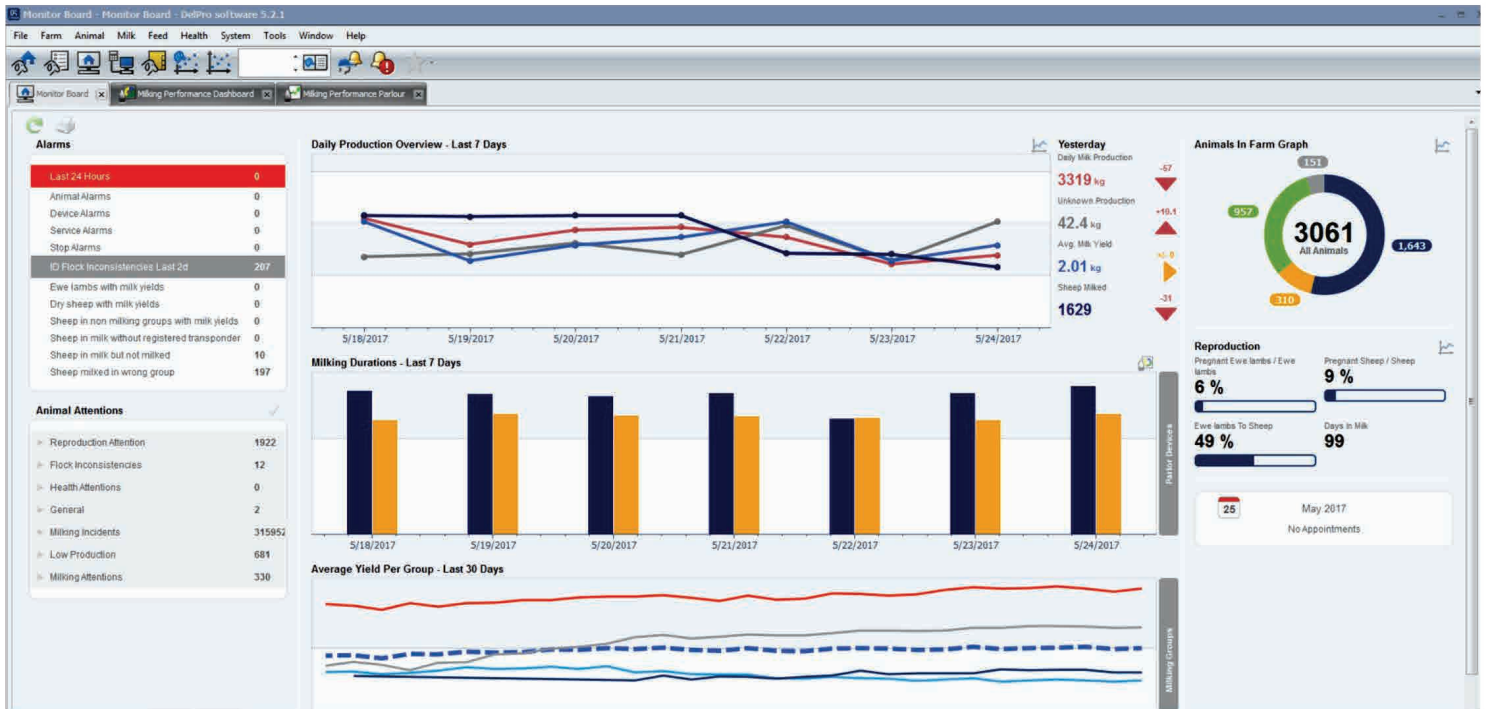 Monitor Board - Monitor Board - DelPro software 5.2.1
File Farm Animal Milk Feed Health System Tools Window Help
Monitor Board Milking Performance Dashboard Milking Performance Parlour
Alarms
Last 24 Hours 0
Animal Alarms 0
Device Alarms 0
Service Alarms 0
Stop Alarms 0
ID Flock Inconsistencies Last 2d 207
Ewe lambs with milk yields 0
Dry sheep with milk yields 0
Sheep in non milking groups with milk yields 0
Sheep in milk without registered transponder 0
Sheep in milk but not milked 10
Sheep milked in wrong group 197
Animal Attentions
Reproduction Attention 1922
Flock Inconsistencies 12
Health Attentions 0
General 2
Milking Incidents 315952
Low Production 681
Milking Attentions 330
Daily Production Overview - Last 7 Days
5/18/2017 5/19/2017 5/20/2017 5/21/2017 5/22/2017 5/23/2017 5/24/2017
Yesterday
Daily Milk Production
3319 kg -57
Unknown Production
42.4 kg +10.1
Avg. Milk Yield
2.01 kg +/- 0
Sheep Milked
1629 -31
Milking Durations - Last 7 Days
Parlor Devices
5/18/2017 5/19/2017 5/20/2017 5/21/2017 5/22/2017 5/23/2017 5/24/2017
Average Yield Per Group - Last 30 Days
Milking Groups
Animals In Farm Graph
151
957
3061
All Animals
1,643
310
Reproduction
Pregnant Ewe lambs / Ewe
lambs
6 %
Pregnant Sheep / Sheep
9 %
Ewe lambs To Sheep
49 %
Days In Milk
99
25
May 2017
No Appointments